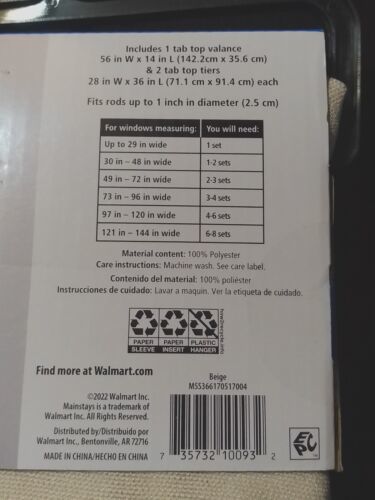 Includes 1 tab top valance
56 in W x 14 in L (142.2cm x 35.6 cm)
& 2 tab top tiers
28 in W x 36 in L (71.1 cm x 91.4 cm) each
Fits rods up to 1 inch in diameter (2.5 cm)
For windows measuring: You will need:
Up to 29 in wide 1 set
30 in – 48 in wide 1-2 sets
49 in – 72 in wide 2-3 sets
73 in – 96 in wide 3-4 sets
97 in – 120 in wide 4-6 sets
121 in – 144 in wide 6-8 sets
Material content: 100% Polyester
Care instructions: Machine wash. See care label.
Contenido del material: 100% poliéster
Instrucciones de cuidado: Lavar a maquin. Ver la etiqueta de cuidado.
PAPER PAPER PLASTIC
SLEEVE INSERT HANGER
how2recycle.info
Find more at Walmart.com
©2022 Walmart Inc.
Mainstays is a trademark of
Walmart Inc. All Rights Reserved.
Distributed by/Distribuido por
Walmart Inc., Bentonville, AR 72716
MADE IN CHINA/HECHO EN CHINA
Beige
MS5366170517004
7 35732 10093 2